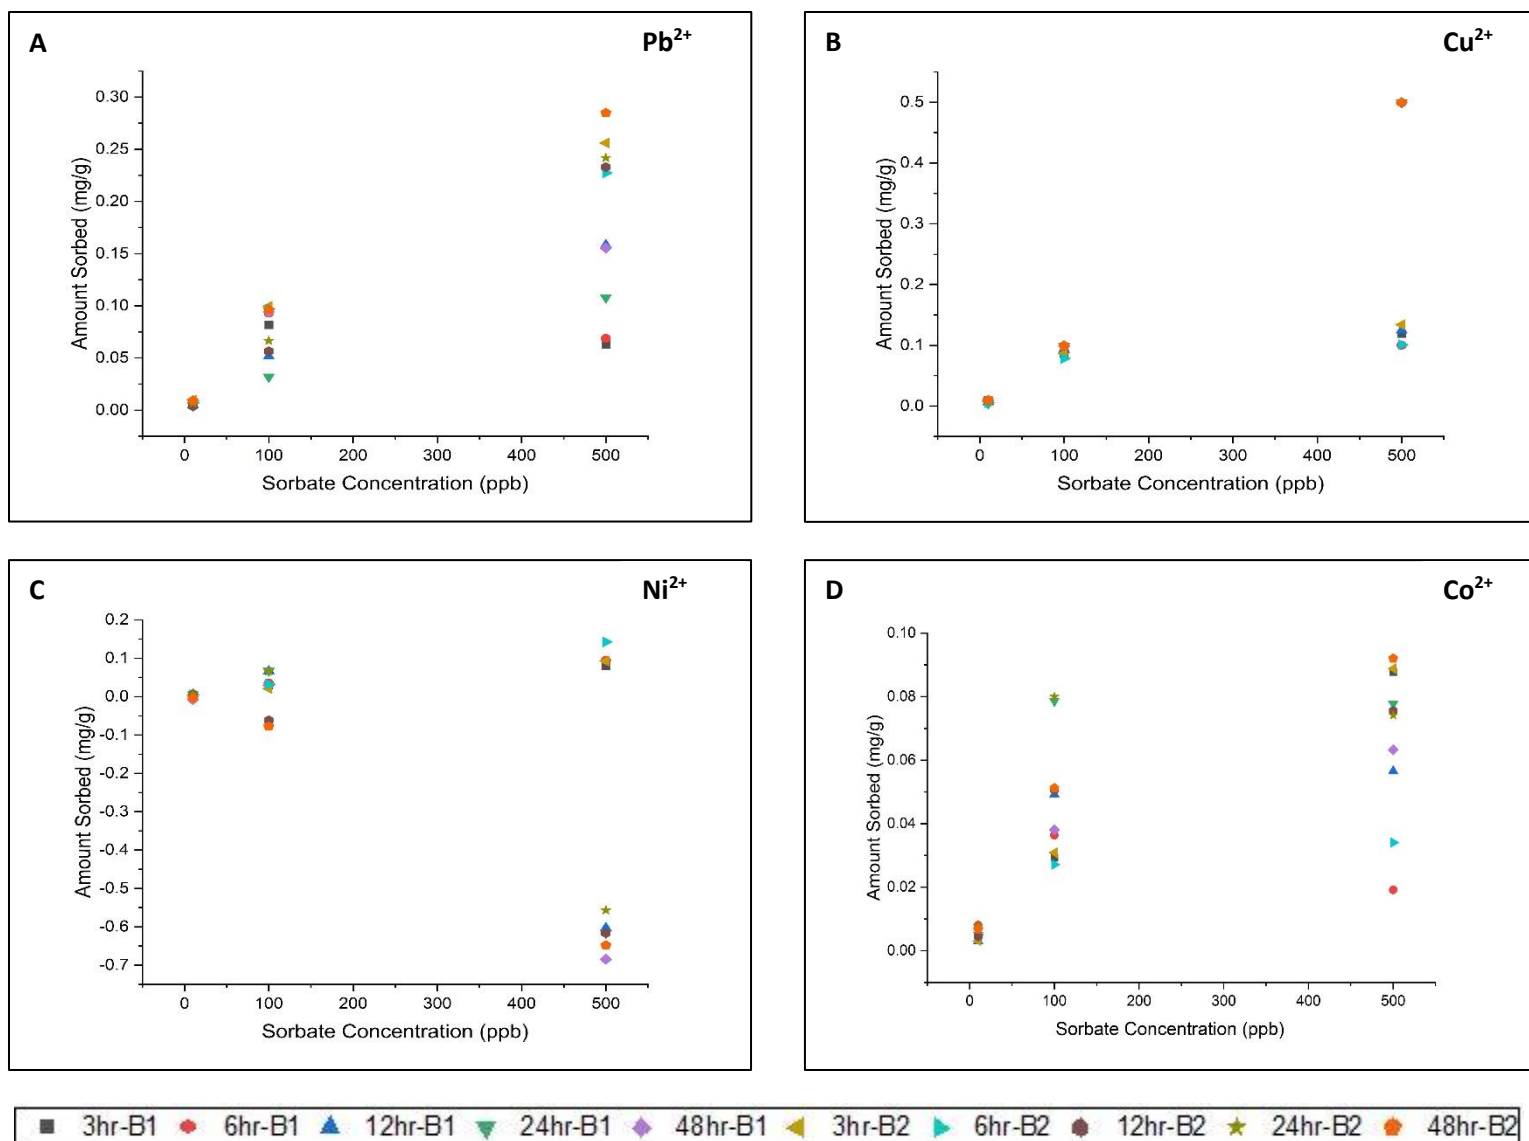 A
Pb2+
0.30
0.25
0.20
0.15
0.10
0.05
0.00
Amount Sorbed (mg/g)
0 100 200 300 400 500
Sorbate Concentration (ppb)
B
Cu2+
0.5
0.4
0.3
0.2
0.1
0.0
Amount Sorbed (mg/g)
0 100 200 300 400 500
Sorbate Concentration (ppb)
C
Ni2+
0.2
0.1
0.0
-0.1
-0.2
-0.3
-0.4
-0.5
-0.6
-0.7
Amount Sorbed (mg/g)
0 100 200 300 400 500
Sorbate Concentration (ppb)
D
Co2+
0.10
0.08
0.06
0.04
0.02
0.00
Amount Sorbed (mg/g)
0 100 200 300 400 500
Sorbate Concentration (ppb)
3hr-B1 6hr-B1 12hr-B1 24hr-B1 48hr-B1 3hr-B2 6hr-B2 12hr-B2 24hr-B2 48hr-B2